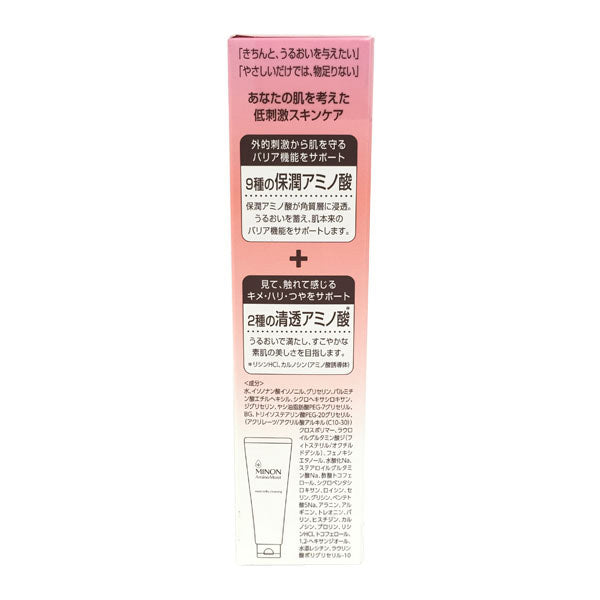 「きちんと、うるおいを与えたい」
「やさしいだけでは、物足りない」
あなたの肌を考えた
低刺激スキンケア
外的刺激から肌を守る
バリア機能をサポート
9種の保潤アミノ酸
保潤アミノ酸が角質層に浸透。
うるおいを蓄え、肌本来の
バリア機能をサポートします。
+
見て、触れて感じる
キメ・ハリ・つやをサポート
2種の清透アミノ酸*
うるおいで満たし、すこやかな
素肌の美しさを目指します。
*リシンHCl、カルノシン(アミノ酸誘導体)
<成分>
水、イソノナン酸イソノニル、グリセリン、パルミチ
ン酸エチルヘキシル、シクロヘキサシロキサン、
ジグリセリン、ヤシ油脂肪酸PEG-7グリセリル、
BG、トリイソステアリン酸PEG-20グリセリル、
(アクリレーツ/アクリル酸アルキル(C10-30))
クロスポリマー、ラウロ
イルグルタミン酸ジ(フィ
トステリル/オクチルド
デシル)、フェノキシ
エタノール、水酸化Na、
ステアロイルグルタミ
ン酸Na、酢酸トコフェ
ロール、シクロペンタシ
ロキサン、ロイシン、セ
リン、グリシン、ペンテト
酸5Na、アラニン、アル
ギニン、トレオニン、バ
リン、ヒスチジン、カル
ノシン、プロリン、リシ
ンHCl、トコフェロール、
1,2-ヘキサンジオール、
水添レシチン、ラウリン
酸ポリグリセリル-10
MINON
Amino Moist